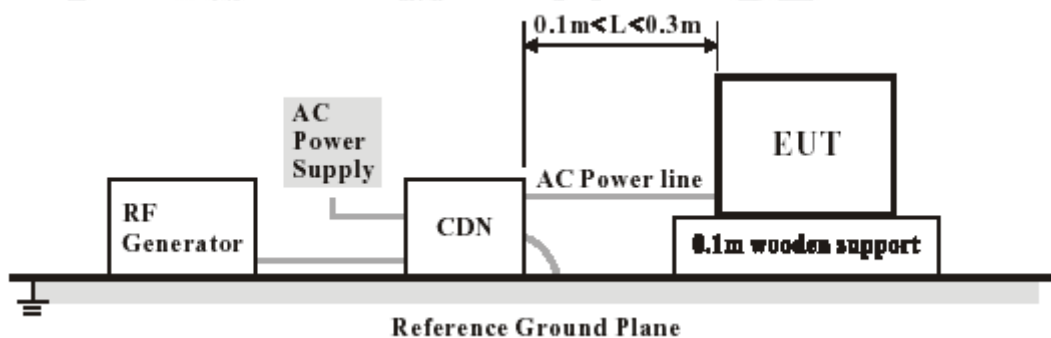 0.1m<L<0.3m
AC
Power
Supply
EUT
AC Power line
RF
Generator
CDN
0.1m wooden support
Reference Ground Plane